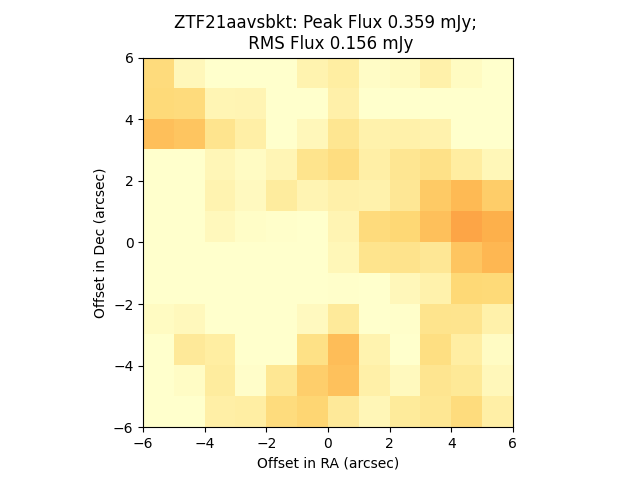 ZTF21aavsbkt: Peak Flux 0.359 mJy;
RMS Flux 0.156 mJy
6
4
2
0
−2
−4
−6
Offset in Dec (arcsec)
−6 −4 −2 0 2 4 6
Offset in RA (arcsec)